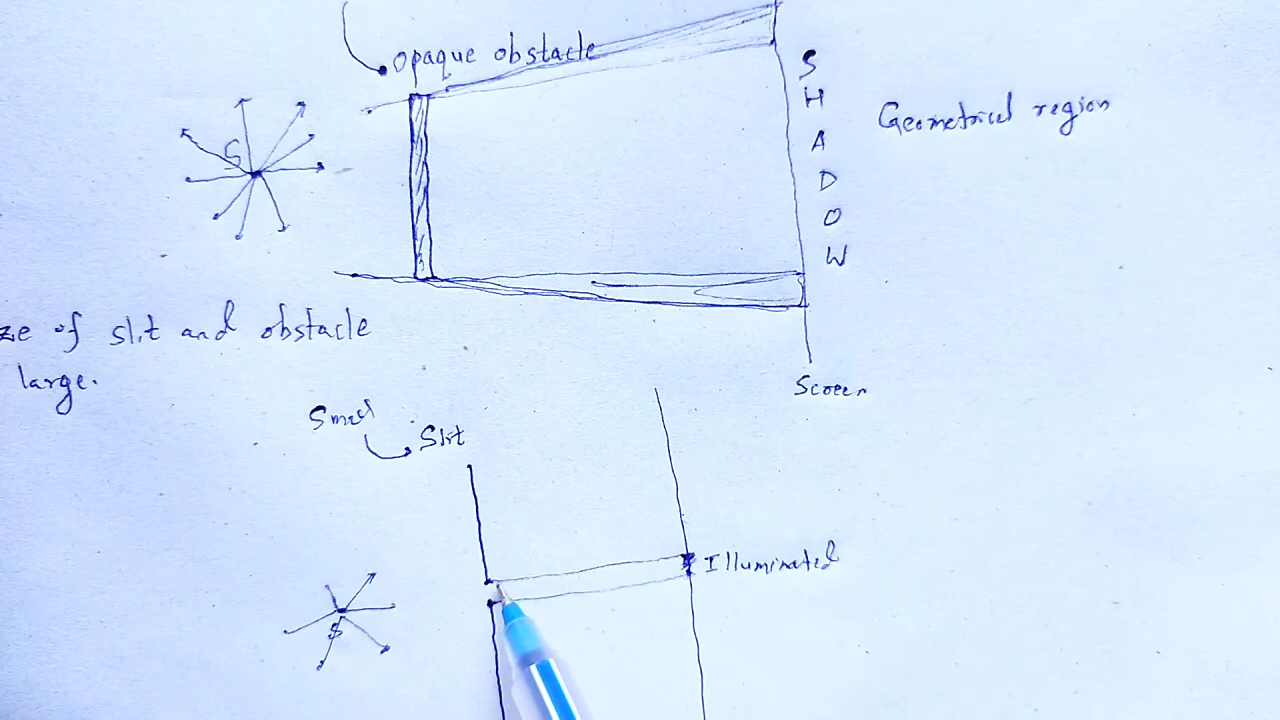 opaque obstacle
S
H
A
D
O
W
Geometrical region
S
ze of slit and obstacle
large.
Screen
Small
Slit
Illuminated
S